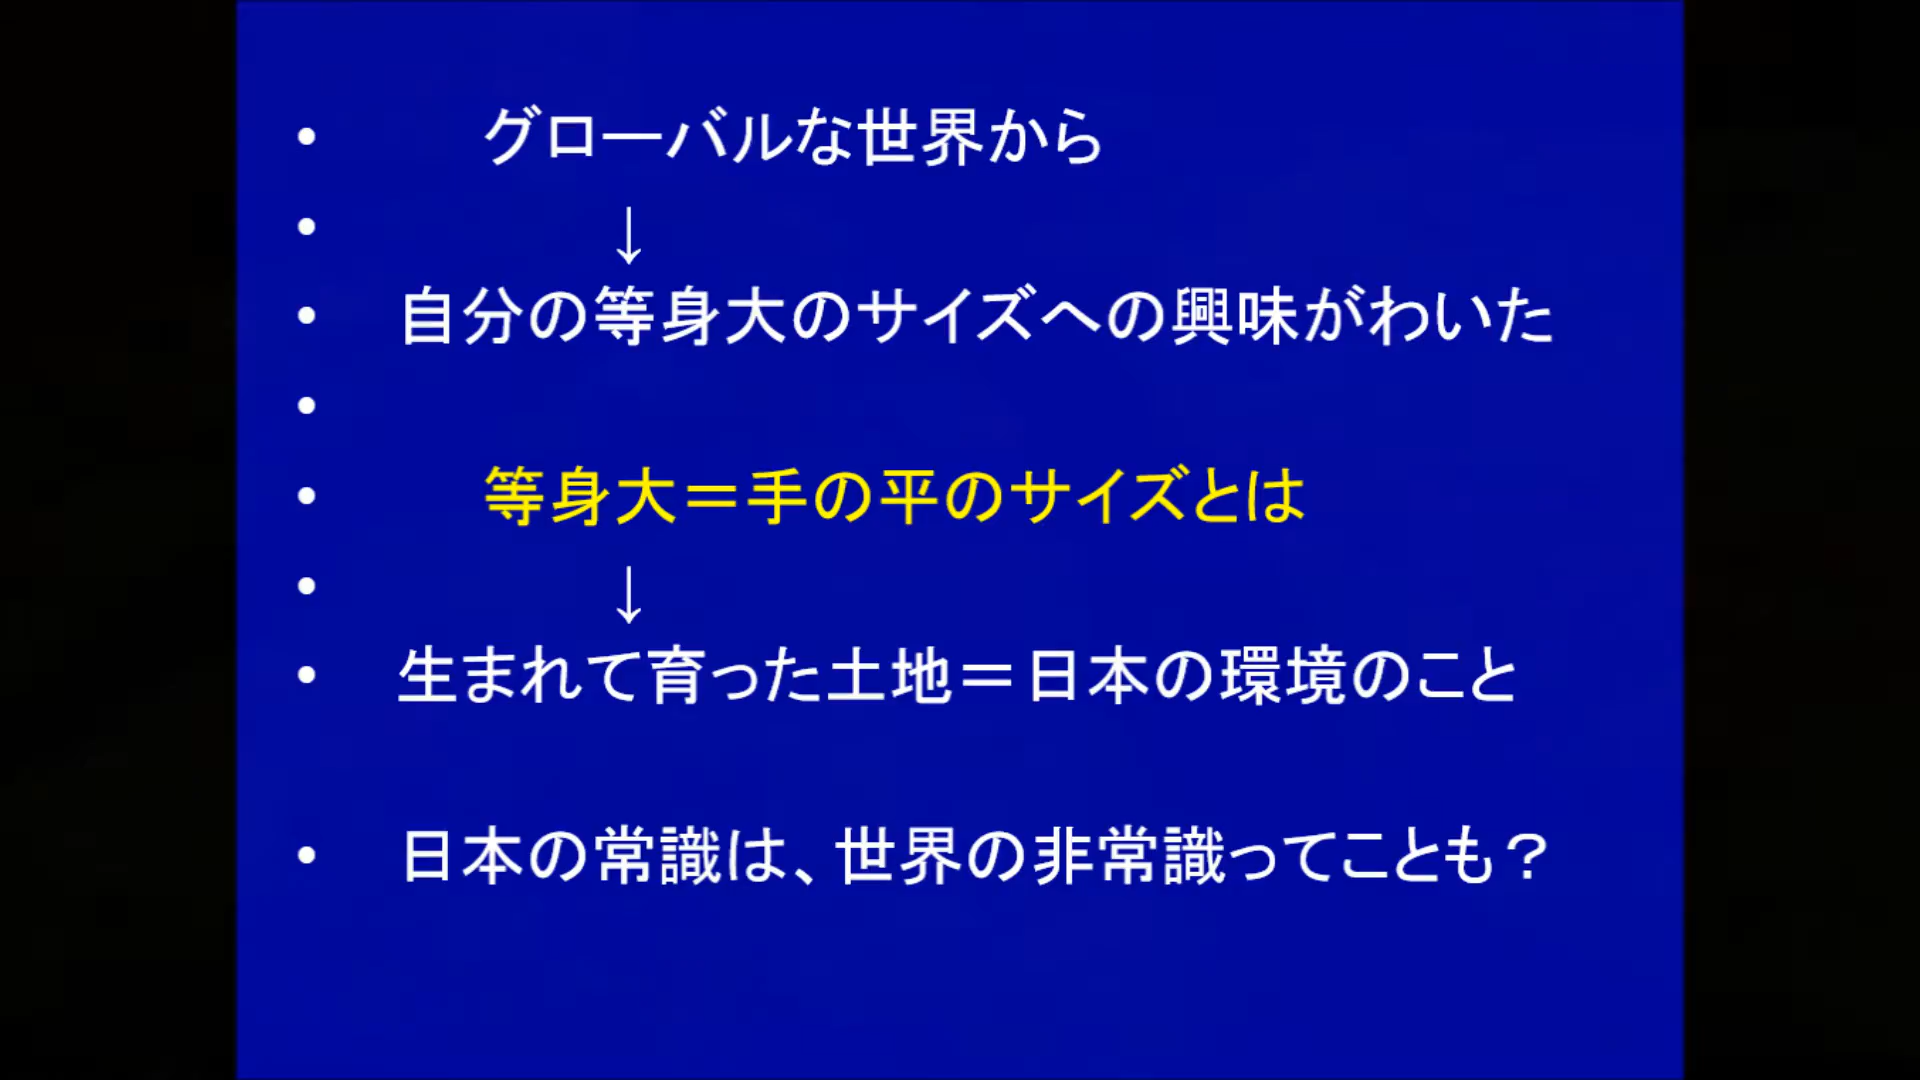 • グローバルな世界から
• ↓
• 自分の等身大のサイズへの興味がわいた
•
• 等身大＝手の平のサイズとは
• ↓
• 生まれて育った土地＝日本の環境のこと
• 日本の常識は、世界の非常識ってことも？